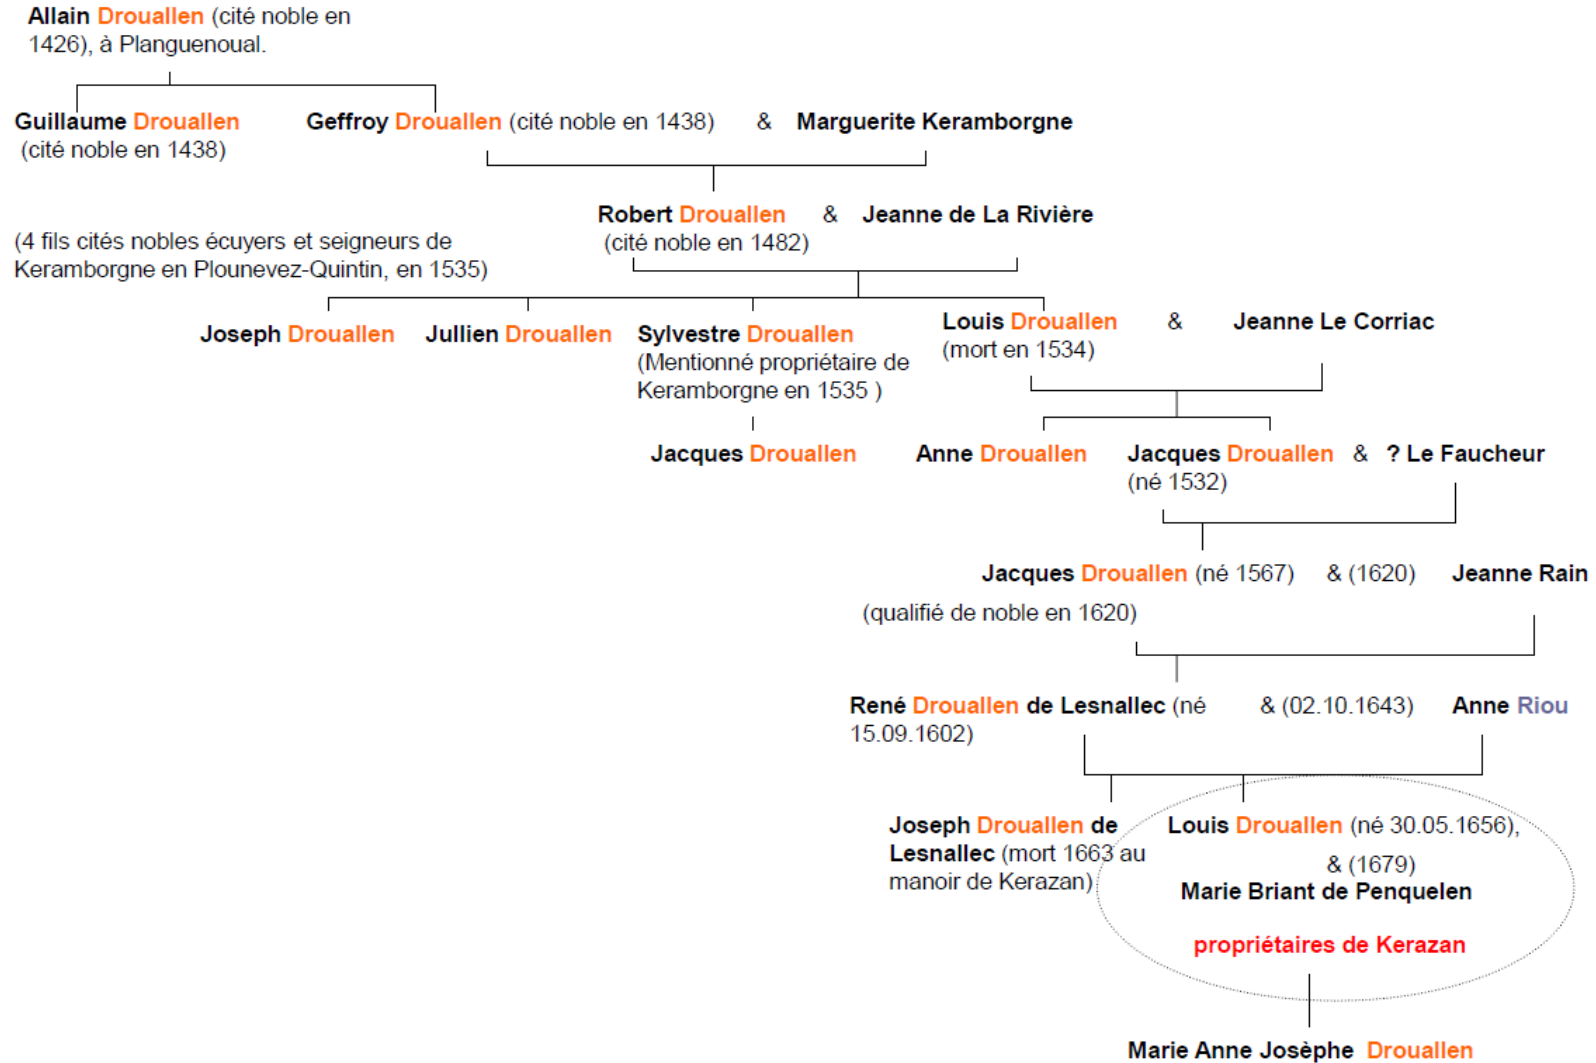 Allain Drouallen (cité noble en
1426), à Planguenoual.
Guillaume Drouallen
(cité noble en 1438)
Geffroy Drouallen (cité noble en 1438) & Marguerite Keramborgne
Robert Drouallen & Jeanne de La Rivière
(cité noble en 1482)
(4 fils cités nobles écuyers et seigneurs de
Keramborgne en Plounevez-Quintin, en 1535)
Joseph Drouallen
Jullien Drouallen
Sylvestre Drouallen
(Mentionné propriétaire de
Keramborgne en 1535 )
Louis Drouallen & Jeanne Le Corriac
(mort en 1534)
Jacques Drouallen
Anne Drouallen
Jacques Drouallen & ? Le Faucheur
(né 1532)
Jacques Drouallen (né 1567) & (1620) Jeanne Rain
(qualifié de noble en 1620)
René Drouallen de Lesnallec (né & (02.10.1643) Anne Riou
15.09.1602)
Joseph Drouallen de
Lesnallec (mort 1663 au
manoir de Kerazan)
Louis Drouallen (né 30.05.1656),
& (1679)
Marie Briant de Penquelen
propriétaires de Kerazan
Marie Anne Josèphe Drouallen